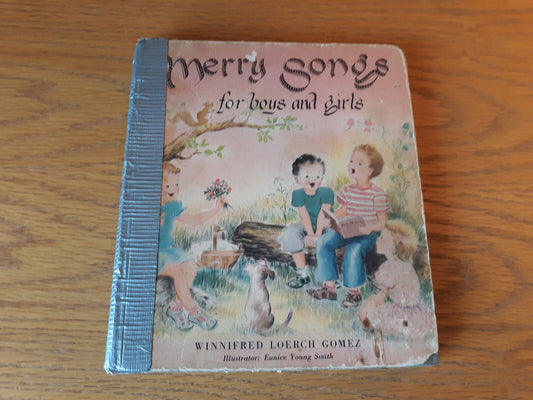 Merry Songs
for boys and girls
WINNIFRED LOERCH GOMEZ
Illustrator: Eunice Young Smith